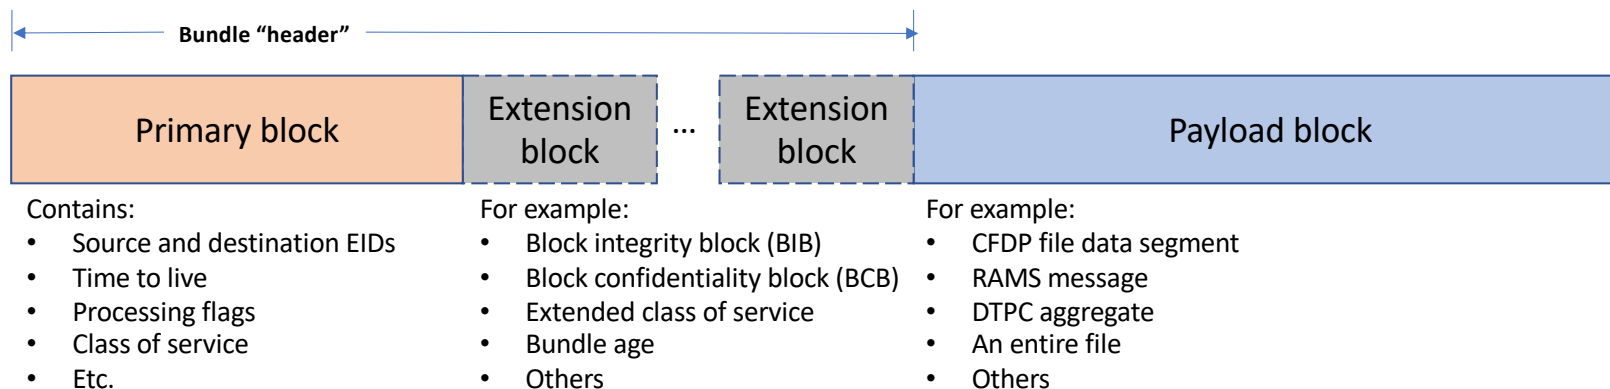 Bundle “header”
Primary block
Extension
block
...
Extension
block
Payload block
Contains:
• Source and destination EIDs
• Time to live
• Processing flags
• Class of service
• Etc.
For example:
• Block integrity block (BIB)
• Block confidentiality block (BCB)
• Extended class of service
• Bundle age
• Others
For example:
• CFDP file data segment
• RAMS message
• DTPC aggregate
• An entire file
• Others